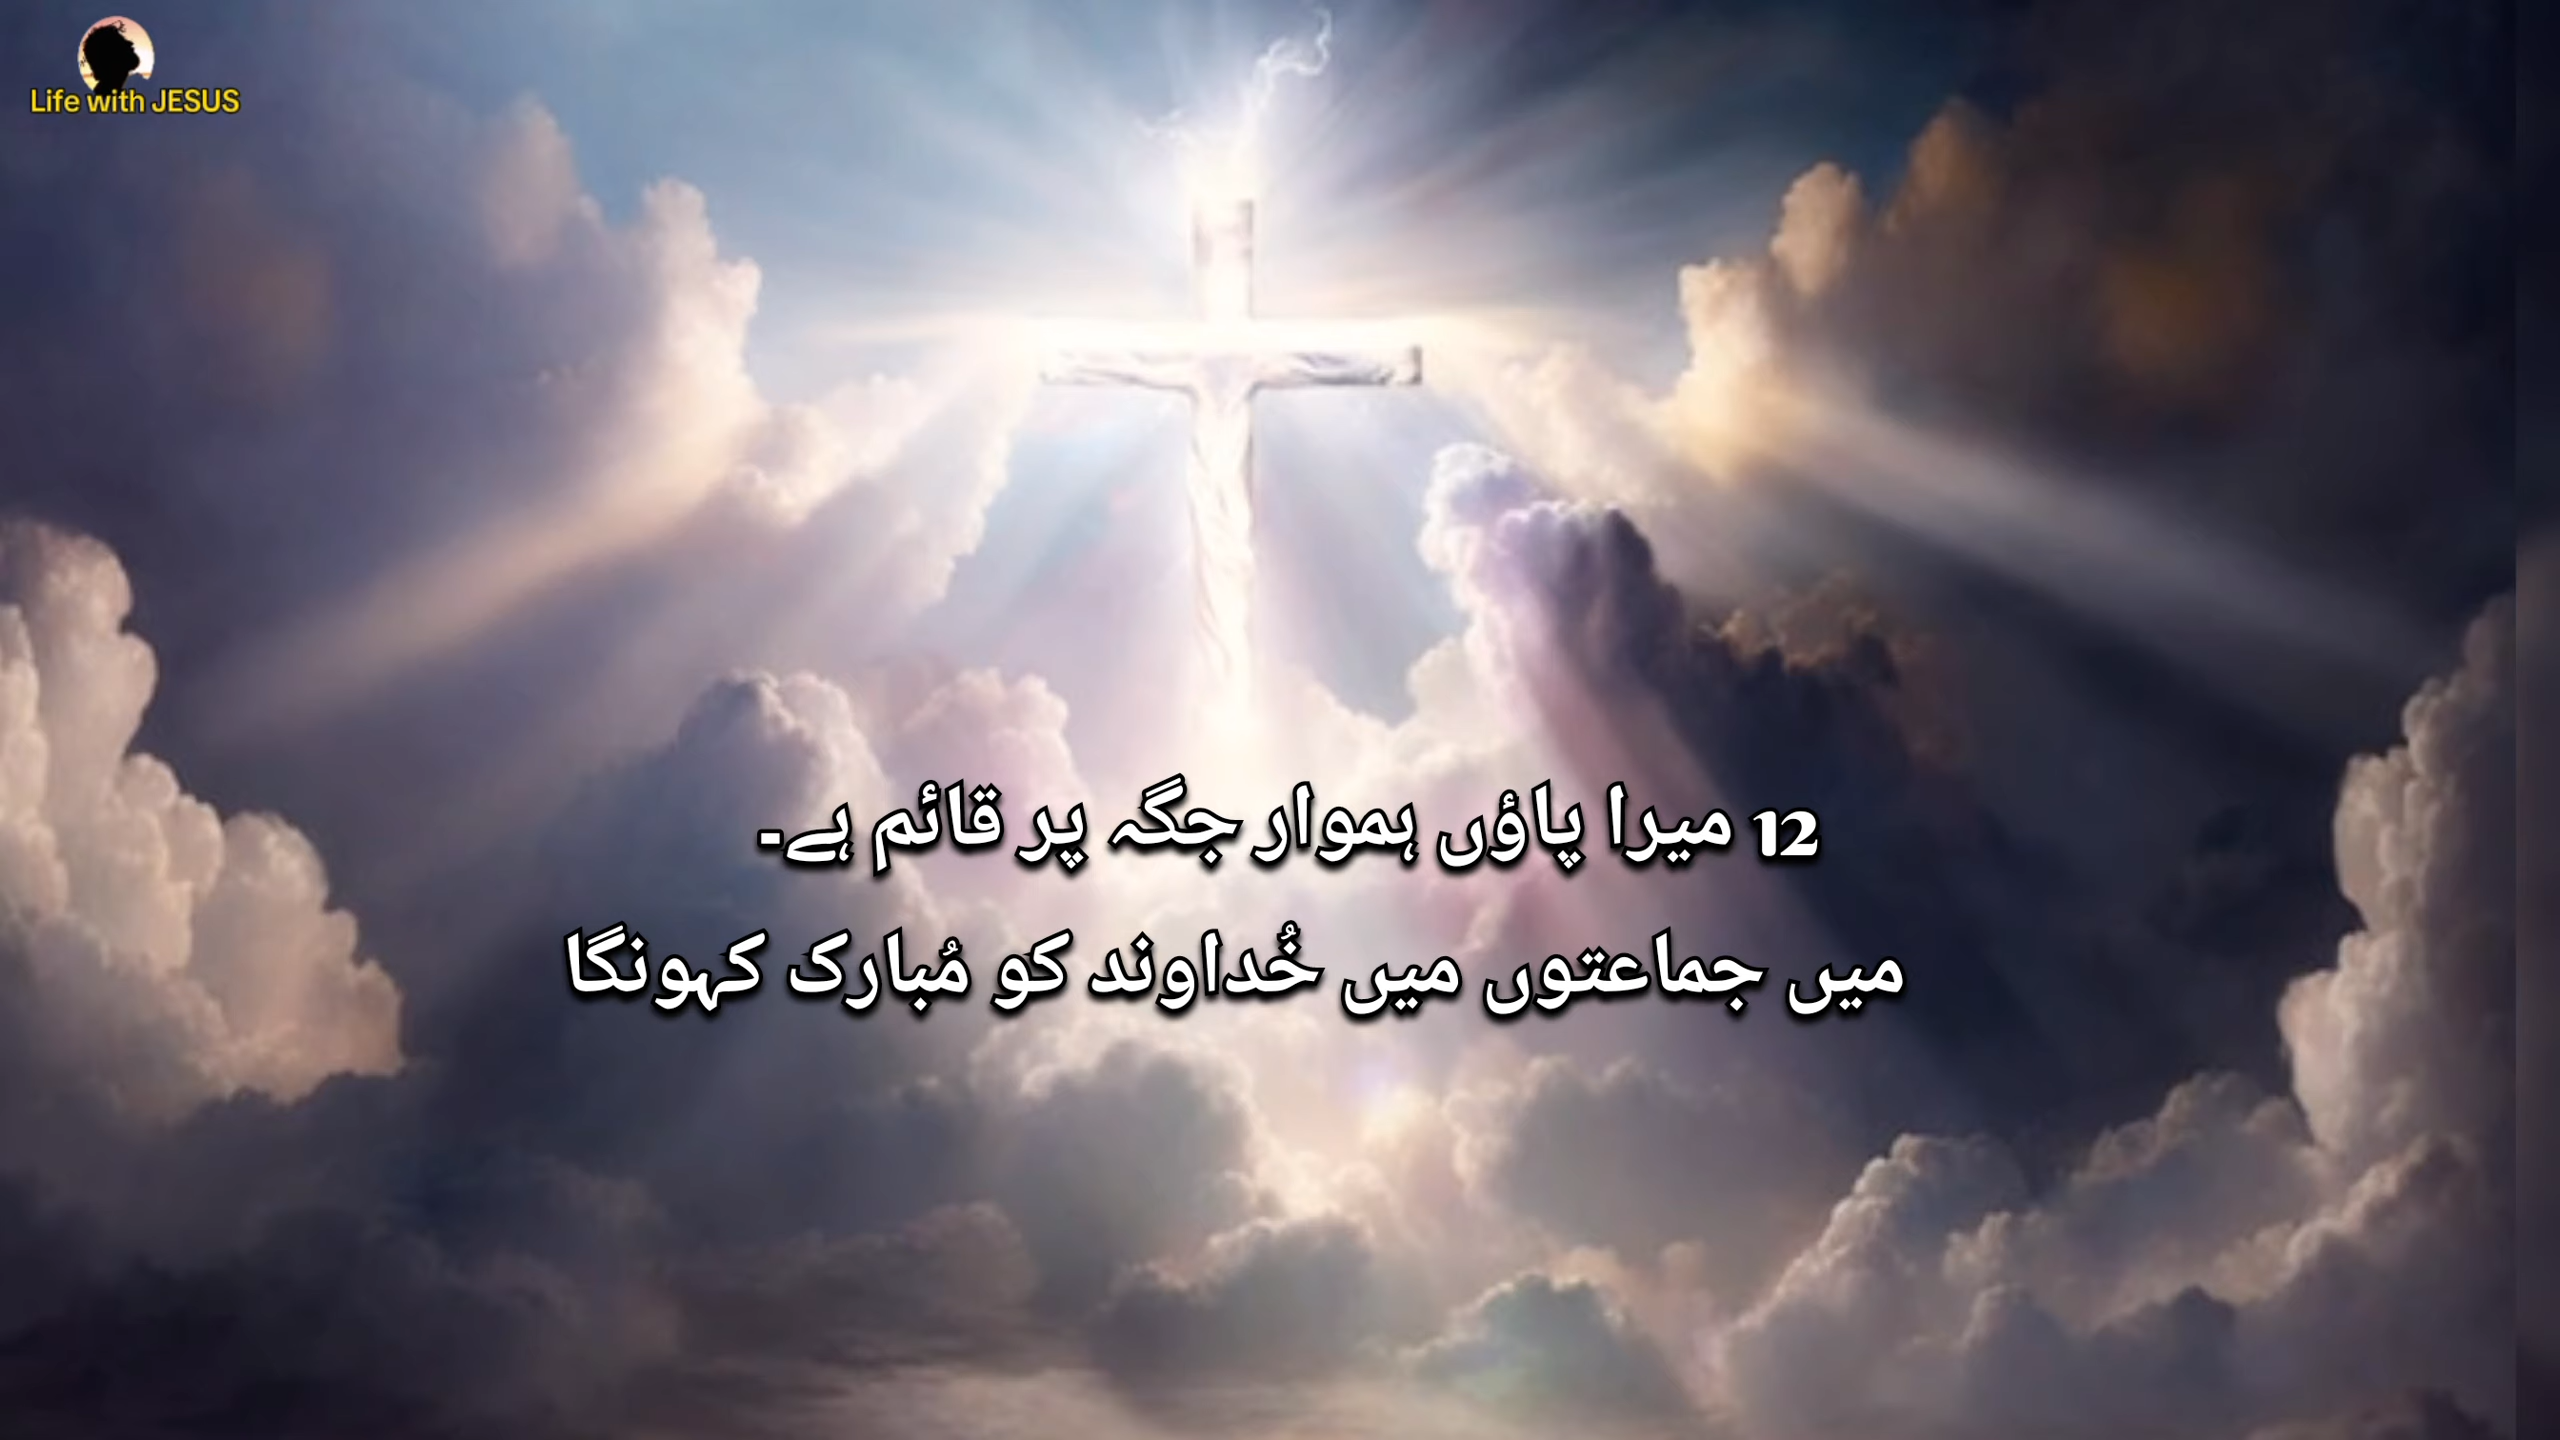 Life with JESUS
12 میرا پاؤں ہموار جگہ پر قائم ہے۔
میں جماعتوں میں خُداوند کو مُبارک کہونگا